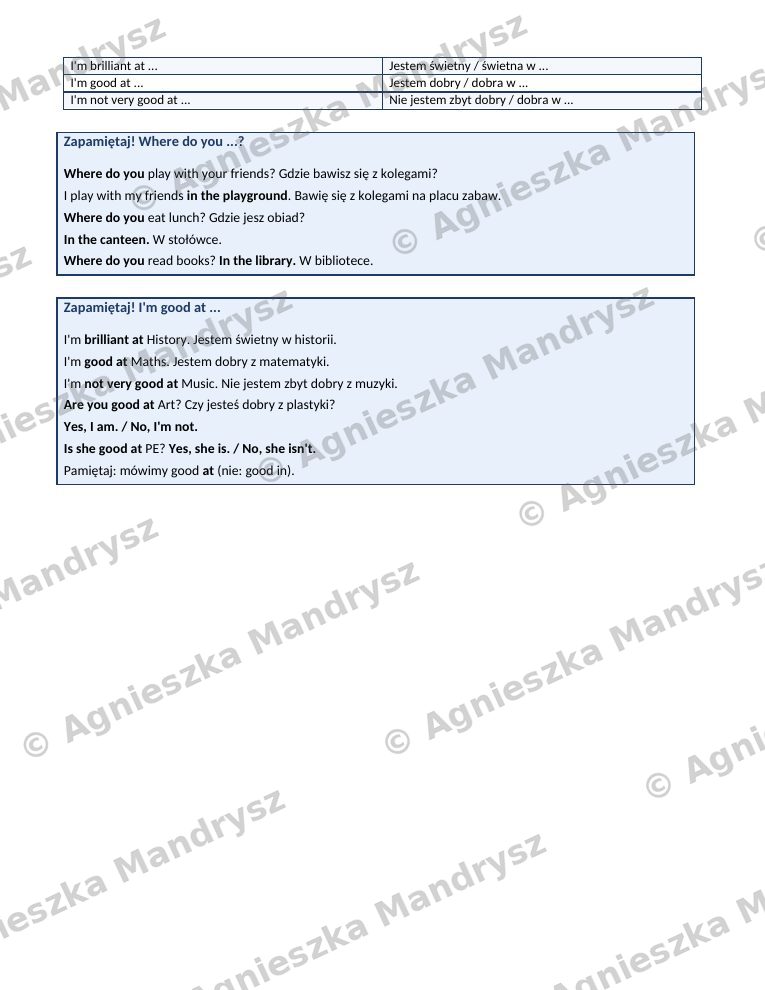 I'm brilliant at ... Jestem świetny / świetna w ...
I'm good at ... Jestem dobry / dobra w ...
I'm not very good at ... Nie jestem zbyt dobry / dobra w ...
Zapamiętaj! Where do you ...?
Where do you play with your friends? Gdzie bawisz się z kolegami?
I play with my friends in the playground. Bawię się z kolegami na placu zabaw.
Where do you eat lunch? Gdzie jesz obiad?
In the canteen. W stołówce.
Where do you read books? In the library. W bibliotece.
Zapamiętaj! I'm good at ...
I'm brilliant at History. Jestem świetny w historii.
I'm good at Maths. Jestem dobry z matematyki.
I'm not very good at Music. Nie jestem zbyt dobry z muzyki.
Are you good at Art? Czy jesteś dobry z plastyki?
Yes, I am. / No, I'm not.
Is she good at PE? Yes, she is. / No, she isn't.
Pamiętaj: mówimy good at (nie: good in).
© Agnieszka Mandrysz